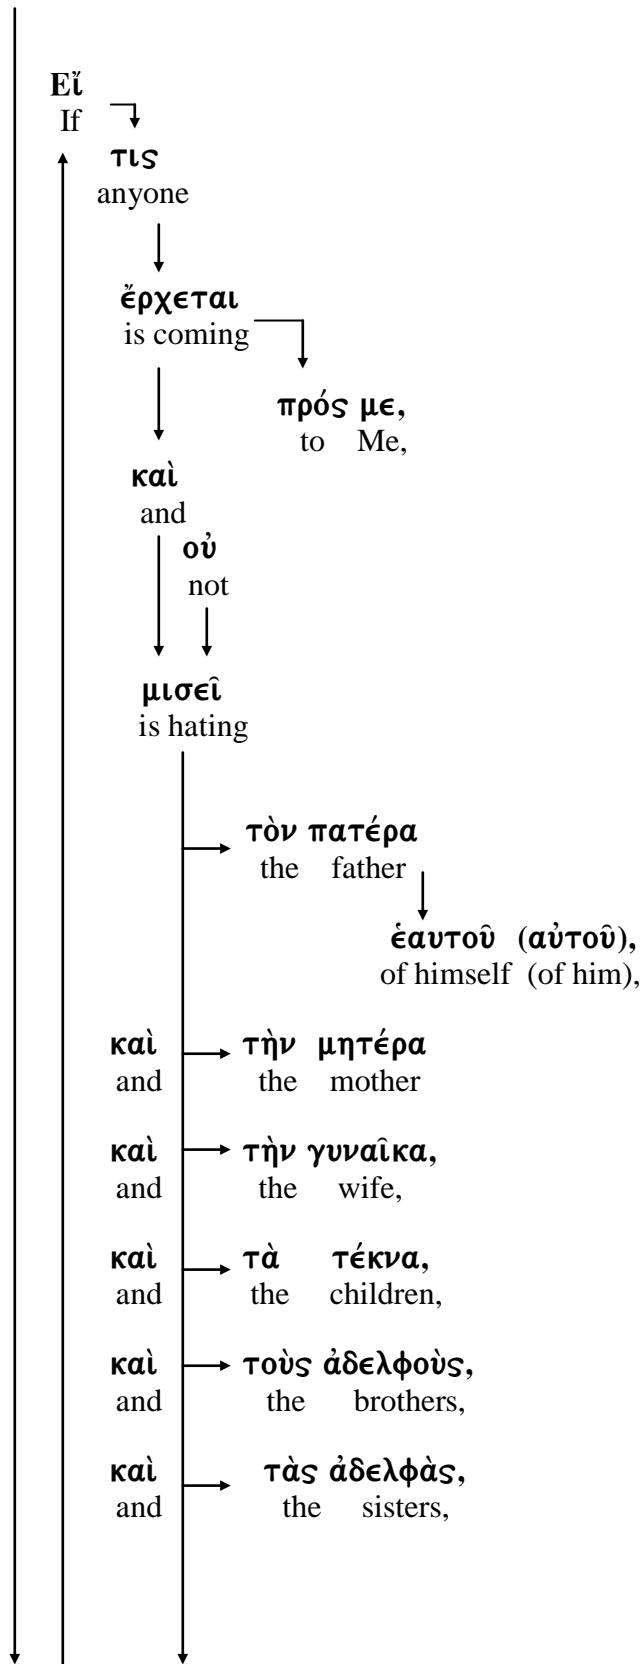 Εἴ
If
τις
anyone
ἔρχεται
is coming
πρός με,
to Me,
καὶ
and
οὐ
not
μισεῖ
is hating
τὸν πατέρα
the father
ἑαυτοῦ (αὐτοῦ),
of himself (of him),
καὶ τὴν μητέρα
and the mother
καὶ τὴν γυναῖκα,
and the wife,
καὶ τὰ τέκνα,
and the children,
καὶ τοὺς ἀδελφοὺς,
and the brothers,
καὶ τὰς ἀδελφὰς,
and the sisters,